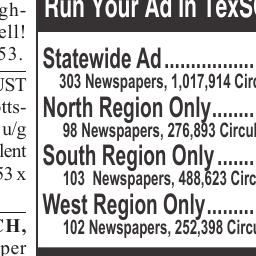 gh-
ell!
53.
UST
tts-
u/g
lent
53 x
CH,
per
Run Your Ad In TexS
Statewide Ad
303 Newspapers, 1,017,914 Circ
North Region Only
98 Newspapers, 276,893 Circul
South Region Only
103 Newspapers, 488,623 Circ
West Region Only
102 Newspapers, 252,398 Circu